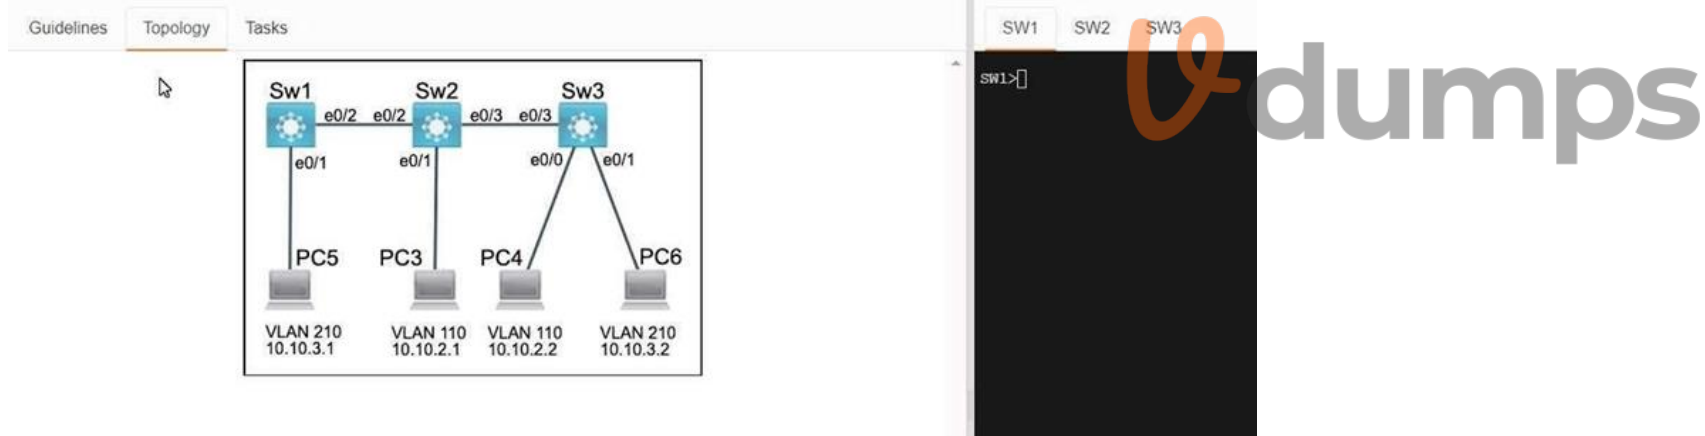 Guidelines Topology Tasks
SW1 SW2 SW3
SW1>
dumps
Sw1 Sw2 Sw3
e0/2 e0/2 e0/3 e0/3
e0/1 e0/1 e0/0 e0/1
PC5 PC3 PC4 PC6
VLAN 210 VLAN 110 VLAN 110 VLAN 210
10.10.3.1 10.10.2.1 10.10.2.2 10.10.3.2